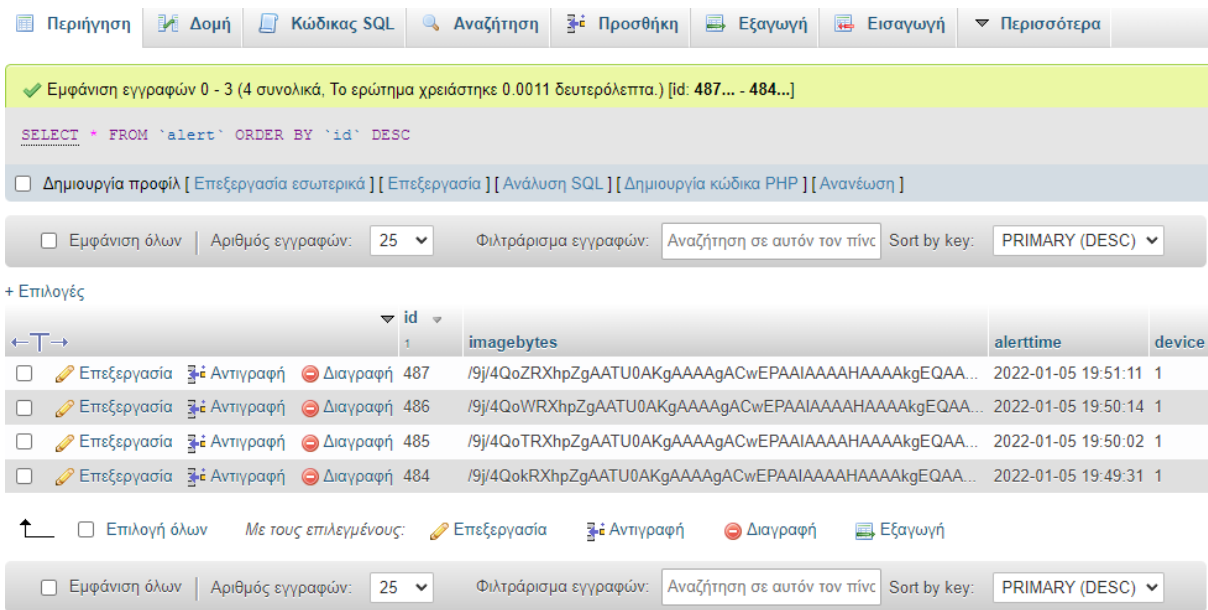 Περιήγηση Δομή Κώδικας SQL Αναζήτηση Προσθήκη Εξαγωγή Εισαγωγή Περισσότερα
Εμφάνιση εγγραφών 0 - 3 (4 συνολικά, Το ερώτημα χρειάστηκε 0.0011 δευτερόλεπτα.) [id: 487... - 484...]
SELECT * FROM `alert` ORDER BY `id` DESC
Δημιουργία προφίλ [ Επεξεργασία εσωτερικά ] [ Επεξεργασία ] [ Ανάλυση SQL ] [ Δημιουργία κώδικα PHP ] [ Ανανέωση ]
Εμφάνιση όλων Αριθμός εγγραφών: 25 Φιλτράρισμα εγγραφών: Αναζήτηση σε αυτόν τον πίνα Sort by key: PRIMARY (DESC)
+ Επιλογές
←T→ id 1 imagebytes alerttime device
Επεξεργασία Αντιγραφή Διαγραφή 487 /9j/4QoZRXhpZgAATU0AKgAAAAgACwEPAAIAAAAHAAAAkgEQAA... 2022-01-05 19:51:11 1
Επεξεργασία Αντιγραφή Διαγραφή 486 /9j/4QoWRXhpZgAATU0AKgAAAAgACwEPAAIAAAAHAAAAkgEQAA... 2022-01-05 19:50:14 1
Επεξεργασία Αντιγραφή Διαγραφή 485 /9j/4QoTRXhpZgAATU0AKgAAAAgACwEPAAIAAAAHAAAAkgEQAA... 2022-01-05 19:50:02 1
Επεξεργασία Αντιγραφή Διαγραφή 484 /9j/4QokRXhpZgAATU0AKgAAAAgACwEPAAIAAAAHAAAAkgEQAA... 2022-01-05 19:49:31 1
Επιλογή όλων Με τους επιλεγμένους: Επεξεργασία Αντιγραφή Διαγραφή Εξαγωγή
Εμφάνιση όλων Αριθμός εγγραφών: 25 Φιλτράρισμα εγγραφών: Αναζήτηση σε αυτόν τον πίνα Sort by key: PRIMARY (DESC)